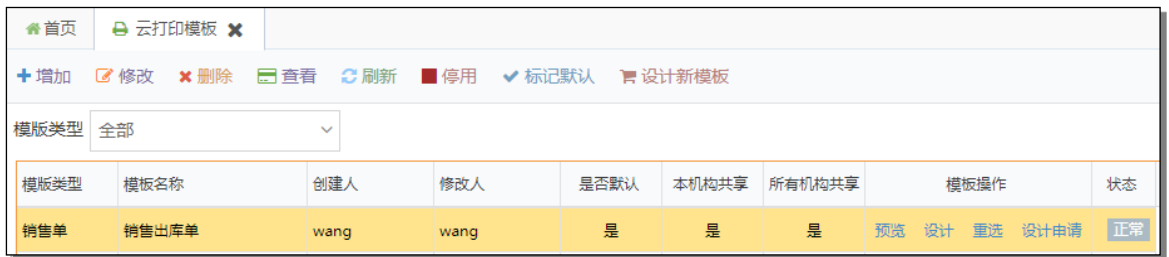 首页 云打印模板
增加 修改 删除 查看 刷新 停用 标记默认 设计新模板
模版类型 全部
模版类型 模板名称 创建人 修改人 是否默认 本机构共享 所有机构共享 模板操作 状态
销售单 销售出库单 wang wang 是 是 是 预览 设计 重选 设计申请 正常